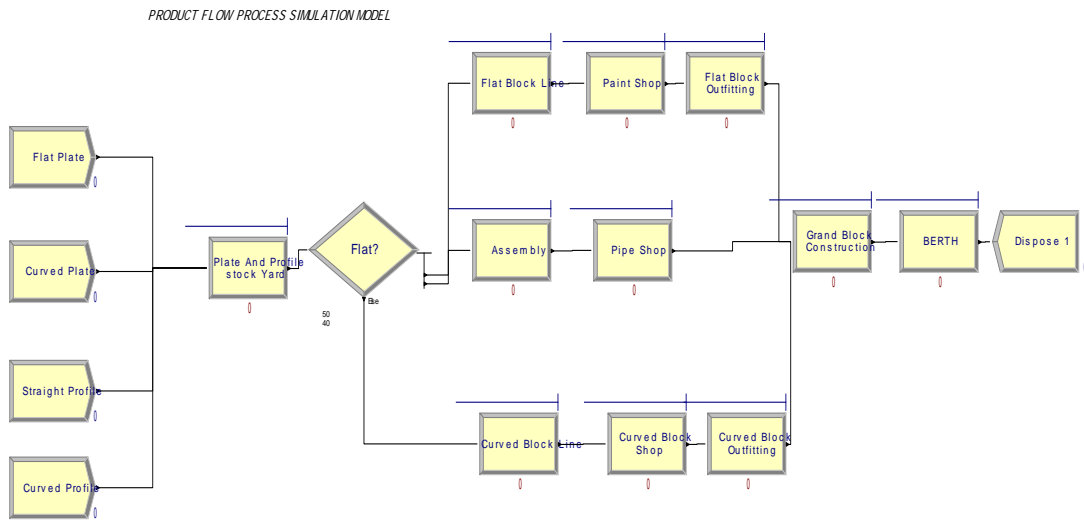 PRODUCT FLOW PROCESS SIMULATION MODEL
Flat Plate
0
Curved Plate
0
Straight Profile
0
Curved Profile
0
Plate And Profile
stock Yard
0
Flat?
Else
50
40
Flat Block Line
0
Paint Shop
0
Flat Block
Outfitting
0
Assembly
0
Pipe Shop
0
Curved Block Line
0
Curved Block
Shop
0
Curved Block
Outfitting
0
Grand Block
Construction
0
BERTH
0
Dispose 1